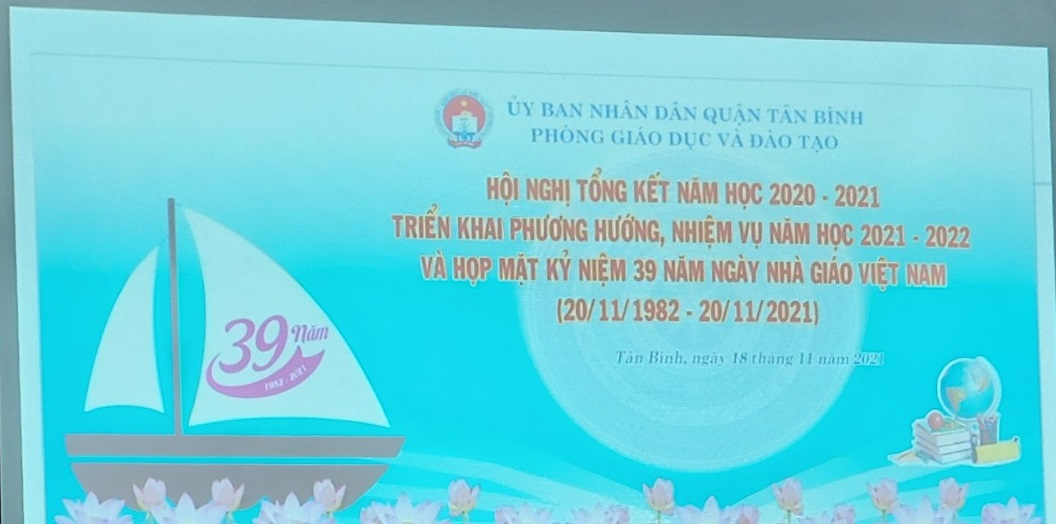 ỦY BAN NHÂN DÂN QUẬN TÂN BÌNH
PHÒNG GIÁO DỤC VÀ ĐÀO TẠO
HỘI NGHỊ TỔNG KẾT NĂM HỌC 2020 - 2021
TRIỂN KHAI PHƯƠNG HƯỚNG, NHIỆM VỤ NĂM HỌC 2021 - 2022
VÀ HỌP MẶT KỶ NIỆM 39 NĂM NGÀY NHÀ GIÁO VIỆT NAM
(20/11/1982 - 20/11/2021)
Tân Bình, ngày 18 tháng 11 năm 2021
39 Năm
1982 - 2021